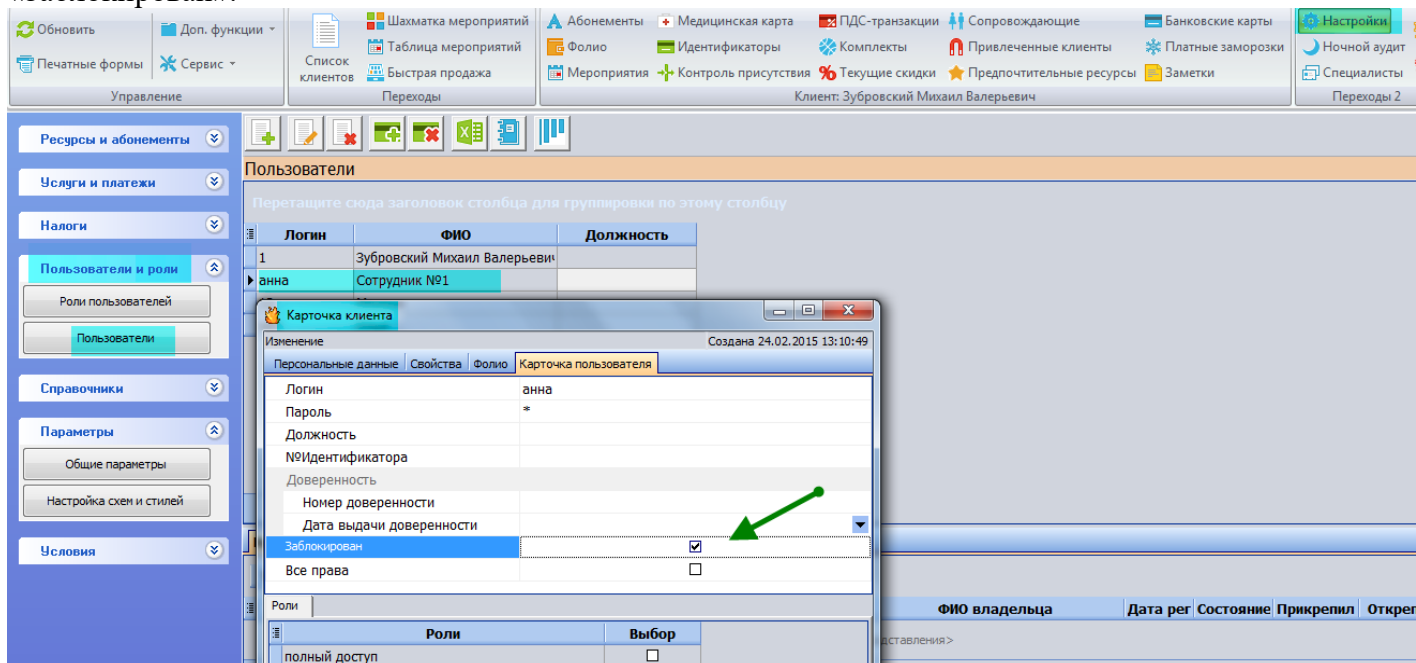 Обновить
Доп. функции
Печатные формы
Сервис
Управление
Список клиентов
Шахматка мероприятий
Таблица мероприятий
Быстрая продажа
Переходы
Абонементы
Медицинская карта
ПДС-транзакции
Сопровождающие
Банковские карты
Фолио
Идентификаторы
Комплекты
Привлеченные клиенты
Платные заморозки
Мероприятия
Контроль присутствия
Текущие скидки
Предпочтительные ресурсы
Заметки
Клиент: Зубровский Михаил Валерьевич
Настройки
Ночной аудит
Специалисты
Переходы 2
Ресурсы и абонементы
Услуги и платежи
Налоги
Пользователи и роли
Роли пользователей
Пользователи
Справочники
Параметры
Общие параметры
Настройка схем и стилей
Условия
Пользователи
Перетащите сюда заголовок столбца для группировки по этому столбцу
Логин ФИО Должность
1 Зубровский Михаил Валерьевич
анна Сотрудник №1
Карточка клиента
Изменение Создана 24.02.2015 13:10:49
Персональные данные Свойства Фолио Карточка пользователя
Логин анна
Пароль *
Должность
№Идентификатора
Доверенность
Номер доверенности
Дата выдачи доверенности
Заблокирован
Все права
Роли
Роли Выбор
полный доступ
ФИО владельца Дата рег Состояние Прикрепил Откреп